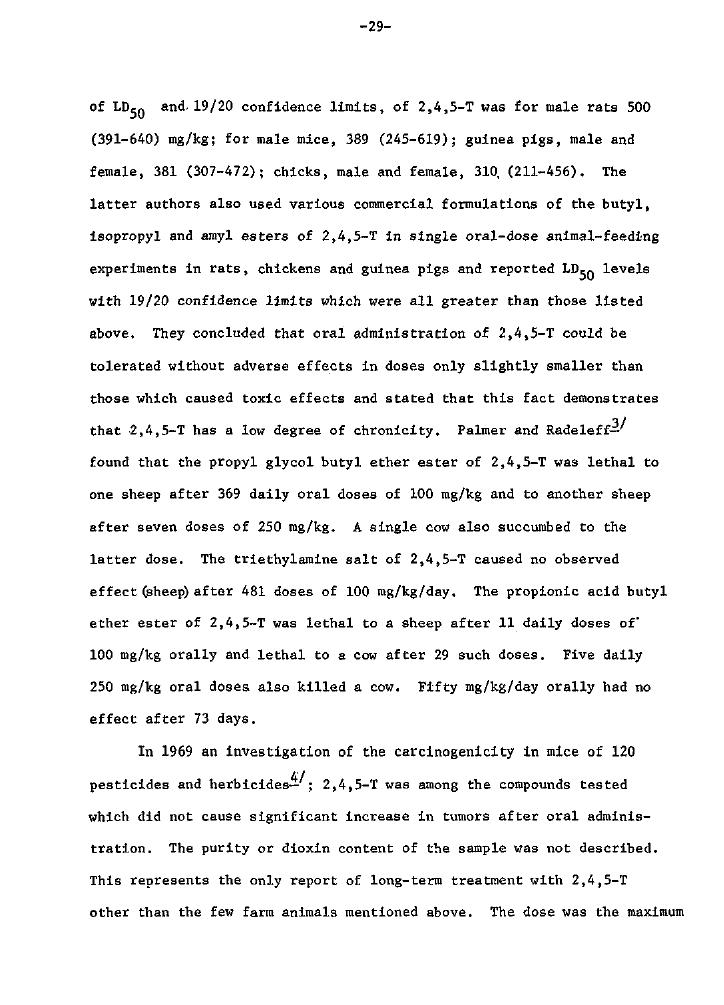 -29-
of LD50 and 19/20 confidence limits, of 2,4,5-T was for male rats 500
(391-640) mg/kg; for male mice, 389 (245-619); guinea pigs, male and
female, 381 (307-472); chicks, male and female, 310, (211-456). The
latter authors also used various commercial formulations of the butyl,
isopropyl and amyl esters of 2,4,5-T in single oral-dose animal-feeding
experiments in rats, chickens and guinea pigs and reported LD50 levels
with 19/20 confidence limits which were all greater than those listed
above. They concluded that oral administration of 2,4,5-T could be
tolerated without adverse effects in doses only slightly smaller than
those which caused toxic effects and stated that this fact demonstrates
that 2,4,5-T has a low degree of chronicity. Palmer and Radeleff3/
found that the propyl glycol butyl ether ester of 2,4,5-T was lethal to
one sheep after 369 daily oral doses of 100 mg/kg and to another sheep
after seven doses of 250 mg/kg. A single cow also succumbed to the
latter dose. The triethylamine salt of 2,4,5-T caused no observed
effect (sheep) after 481 doses of 100 mg/kg/day. The propionic acid butyl
ether ester of 2,4,5-T was lethal to a sheep after 11 daily doses of
100 mg/kg orally and lethal to a cow after 29 such doses. Five daily
250 mg/kg oral doses also killed a cow. Fifty mg/kg/day orally had no
effect after 73 days.
In 1969 an investigation of the carcinogenicity in mice of 120
pesticides and herbicides4/; 2,4,5-T was among the compounds tested
which did not cause significant increase in tumors after oral adminis-
tration. The purity or dioxin content of the sample was not described.
This represents the only report of long-term treatment with 2,4,5-T
other than the few farm animals mentioned above. The dose was the maximum